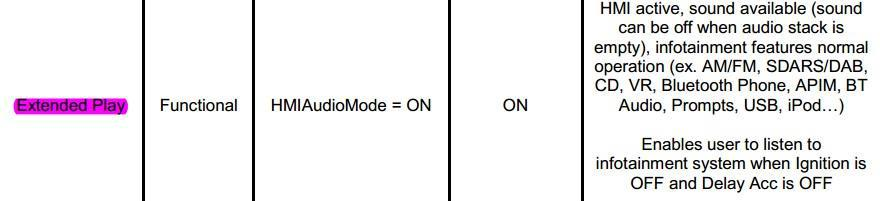 Extended Play
Functional
HMIAudioMode = ON
ON
HMI active, sound available (sound
can be off when audio stack is
empty), infotainment features normal
operation (ex. AM/FM, SDARS/DAB,
CD, VR, Bluetooth Phone, APIM, BT
Audio, Prompts, USB, iPod…)
Enables user to listen to
infotainment system when Ignition is
OFF and Delay Acc is OFF